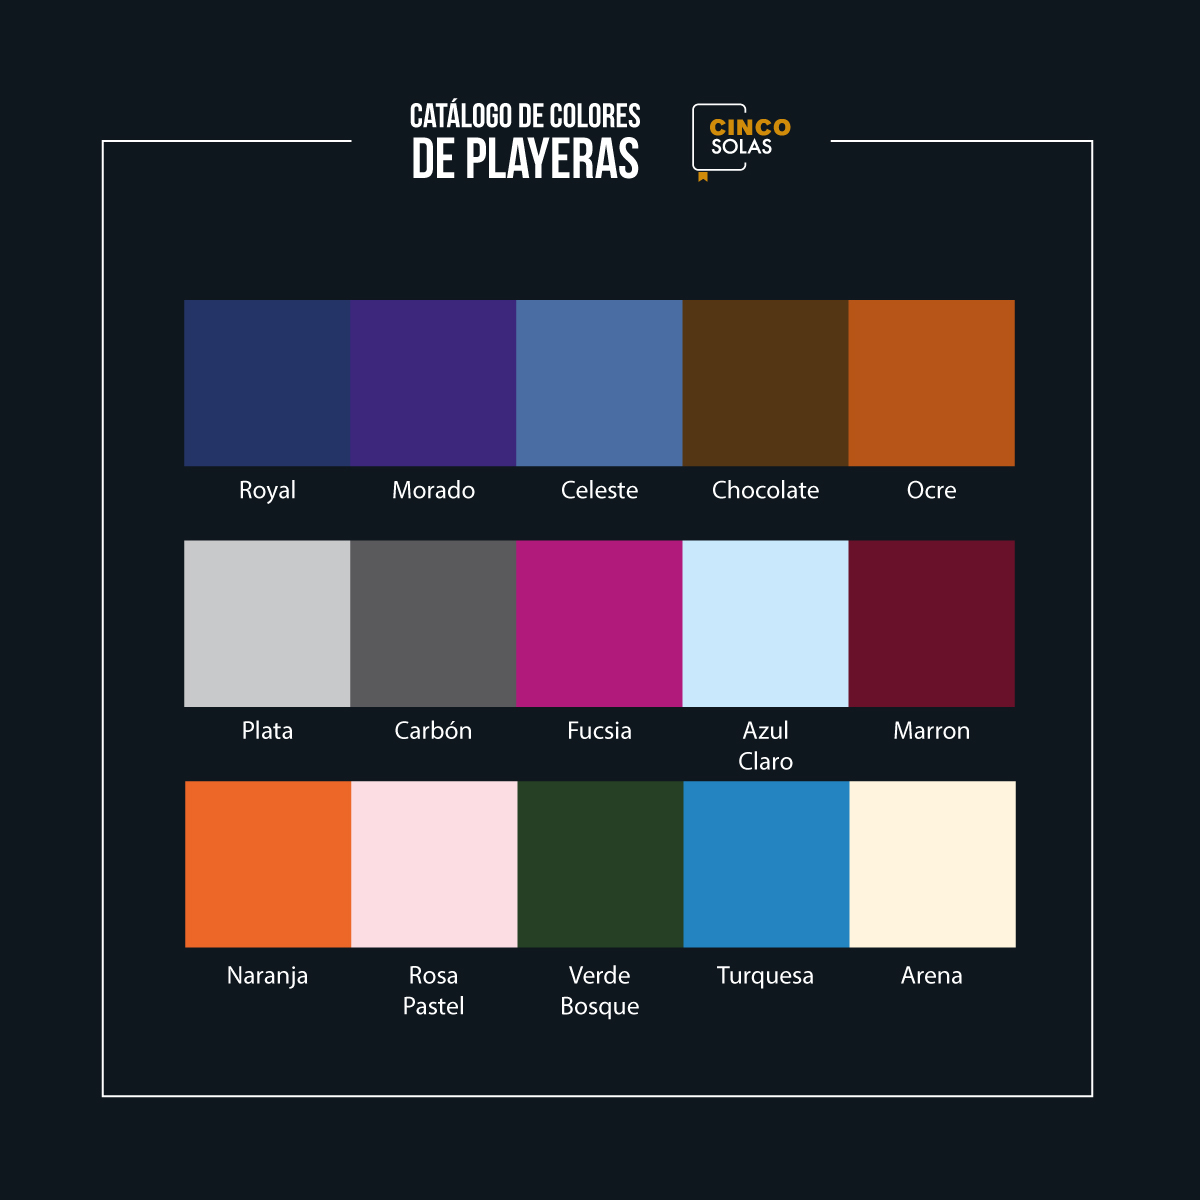 CATÁLOGO DE COLORES
DE PLAYERAS
CINCO
SOLAS
Royal
Morado
Celeste
Chocolate
Ocre
Plata
Carbón
Fucsia
Azul
Claro
Marron
Naranja
Rosa
Pastel
Verde
Bosque
Turquesa
Arena